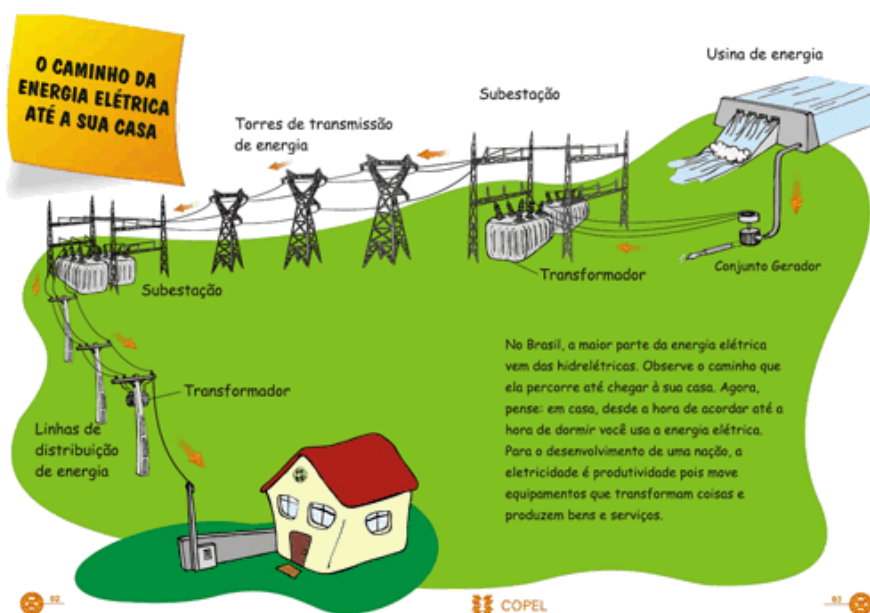 O CAMINHO DA
ENERGIA ELÉTRICA
ATÉ A SUA CASA
Usina de energia
Subestação
Torres de transmissão
de energia
Conjunto Gerador
Transformador
Subestação
Transformador
Linhas de
distribuição
de energia
No Brasil, a maior parte da energia elétrica
vem das hidrelétricas. Observe o caminho que
ela percorre até chegar à sua casa. Agora,
pense: em casa, desde a hora de acordar até a
hora de dormir você usa a energia elétrica.
Para o desenvolvimento de uma nação, a
eletricidade é produtividade pois move
equipamentos que transformam coisas e
produzem bens e serviços.
02
COPEL
03